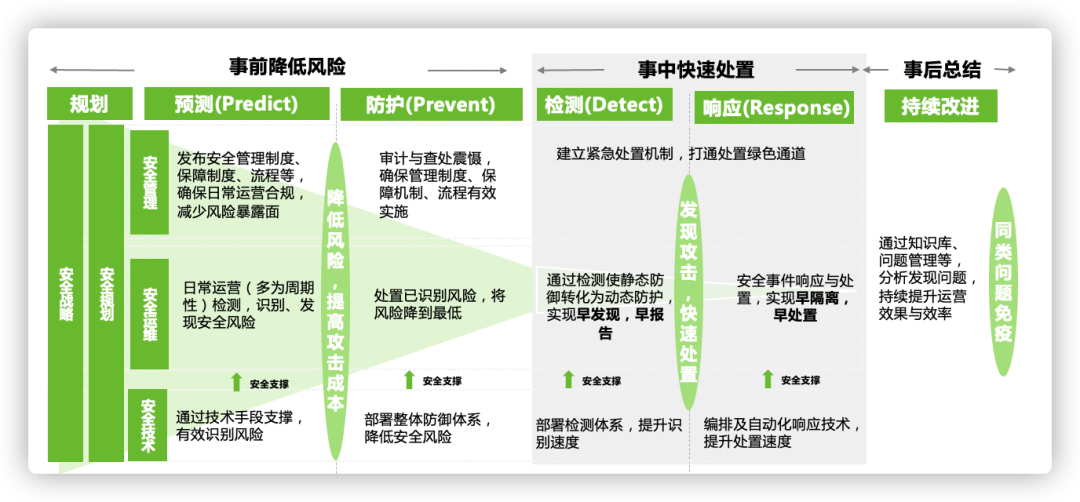 事前降低风险
事中快速处置
事后总结
规划
预测(Predict)
防护(Prevent)
检测(Detect)
响应(Response)
持续改进
安全战略
安全规划
安全管理
发布安全管理制度、
保障制度、流程等，
确保日常运营合规，
减少风险暴露面
审计与查处震慑，
确保管理制度、保
障机制、流程有效
实施
建立紧急处置机制，打通处置绿色通道
降低风险，提高攻击成本
发现攻击，快速处置
同类问题免疫
安全运维
日常运营（多为周期
性）检测，识别、发
现安全风险
处置已识别风险，将
风险降到最低
通过检测使静态防
御转化为动态防护，
实现早发现，早报
告
安全事件响应与处
置，实现早隔离，
早处置
通过知识库、
问题管理等，
分析发现问题，
持续提升运营
效果与效率
安全支撑
安全支撑
安全支撑
安全支撑
安全技术
通过技术手段支撑，
有效识别风险
部署整体防御体系，
降低安全风险
部署检测体系，提升识
别速度
编排及自动化响应技术，
提升处置速度